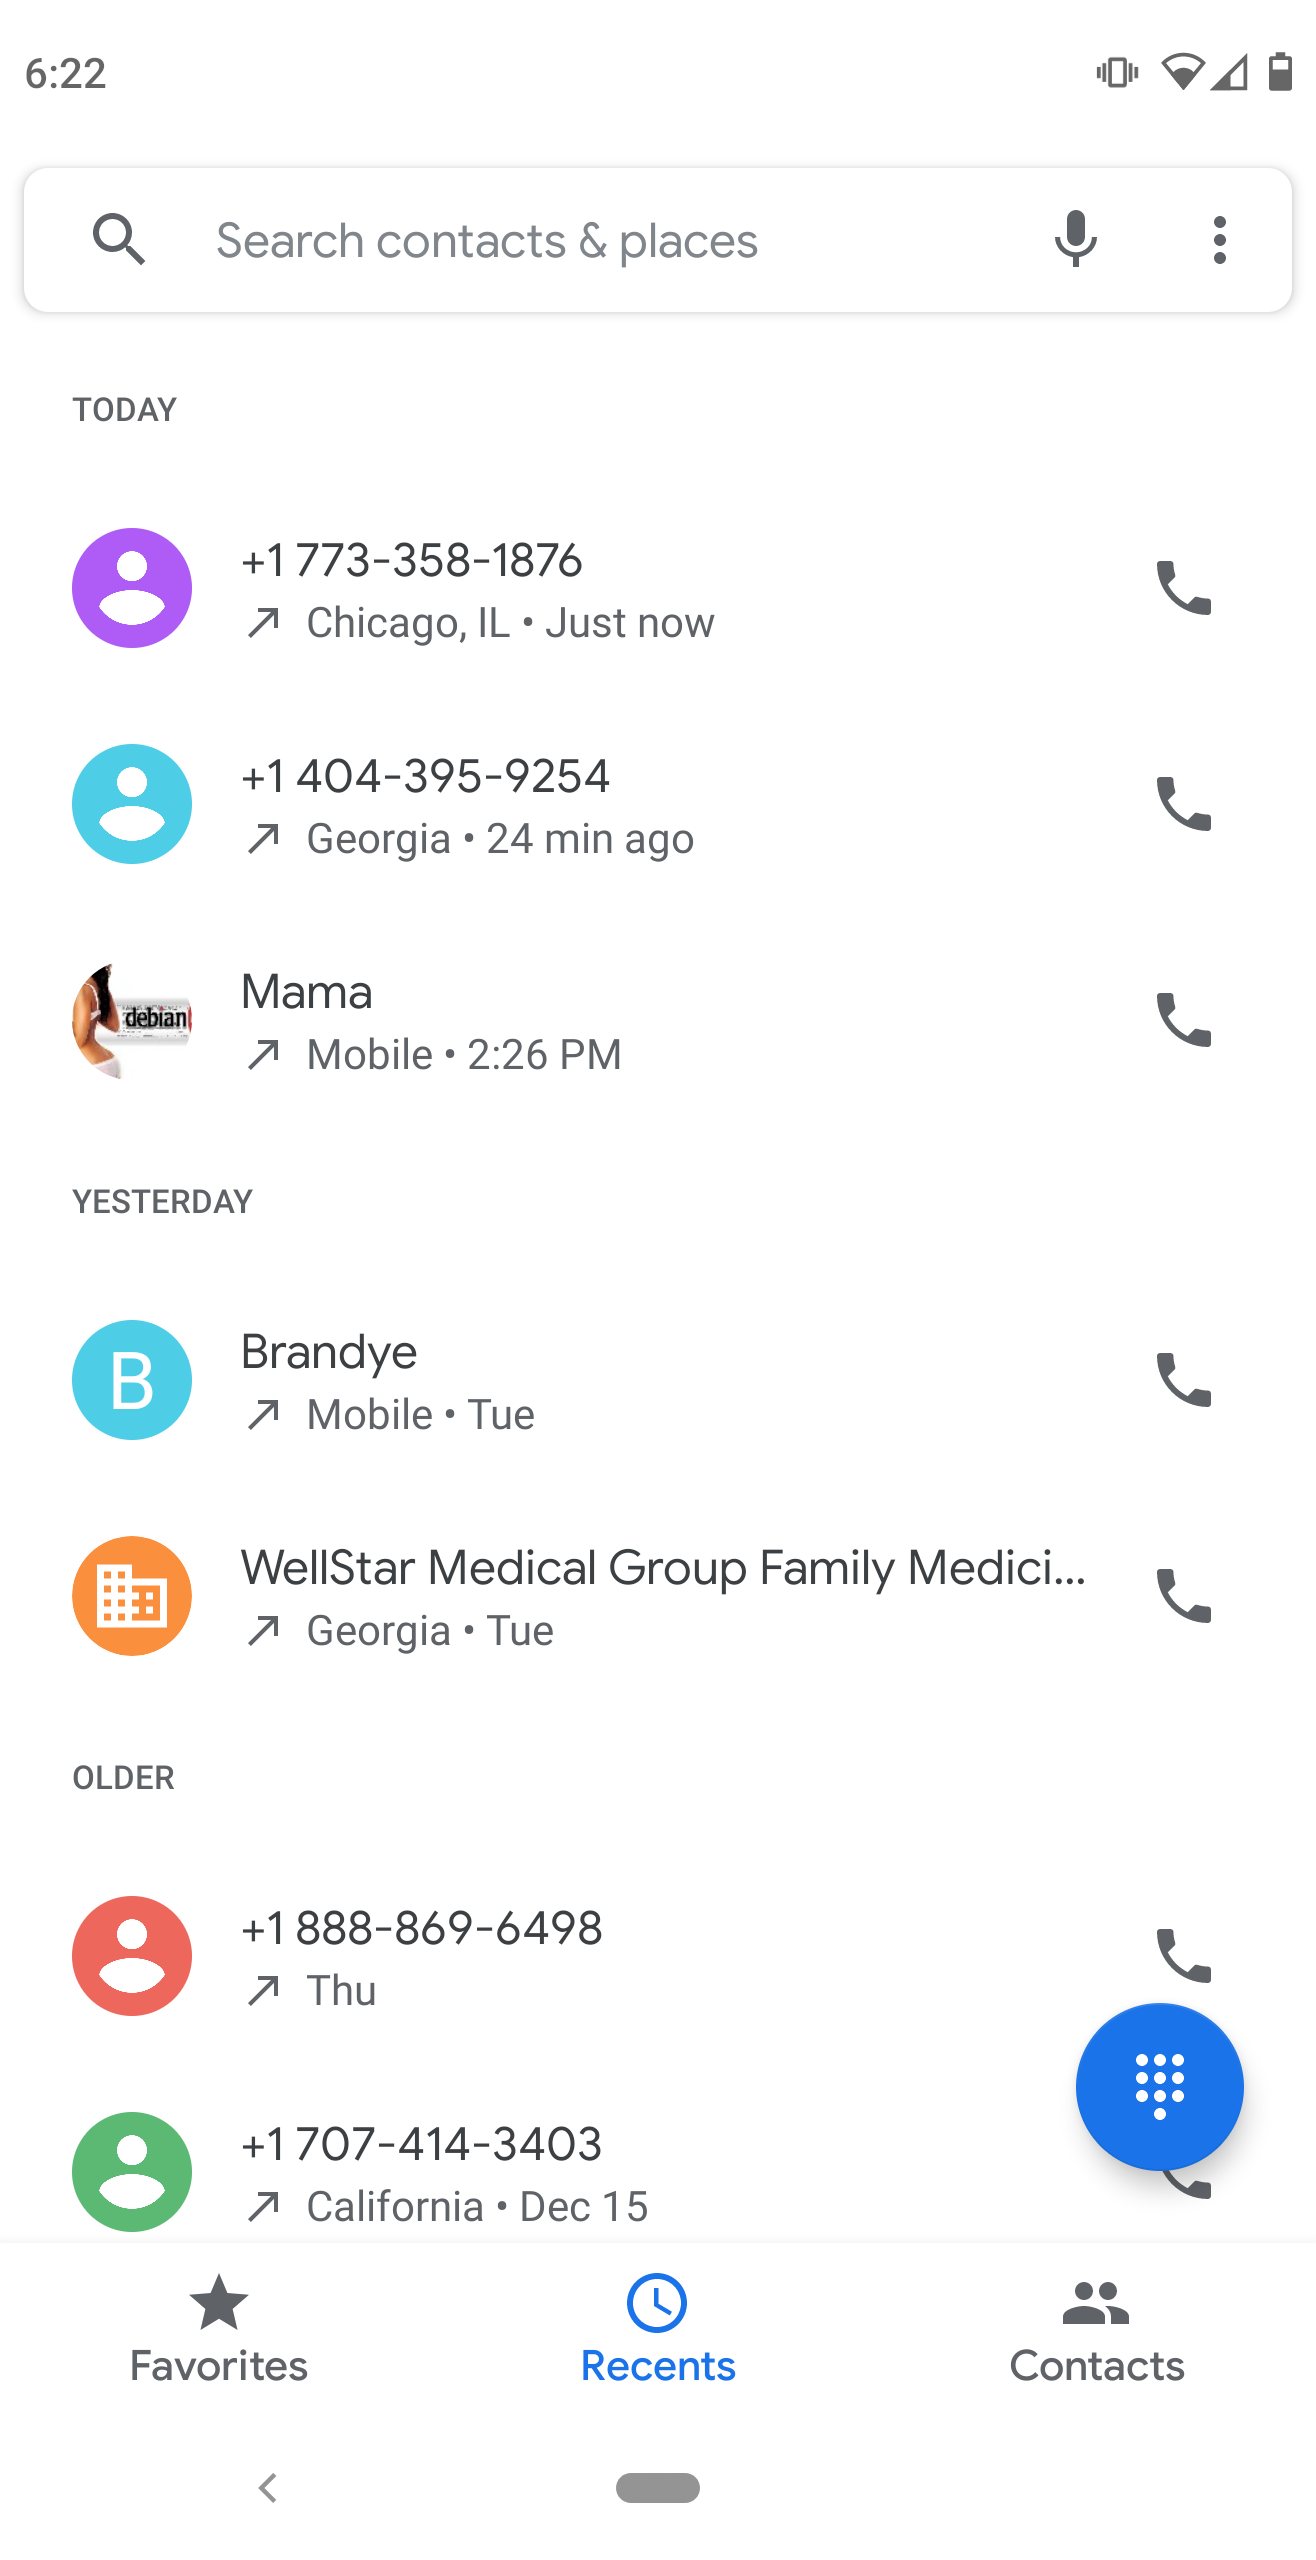 6:22
Search contacts & places
TODAY
+1 773-358-1876
Chicago, IL • Just now
+1 404-395-9254
Georgia • 24 min ago
debian
Mama
Mobile • 2:26 PM
YESTERDAY
B
Brandye
Mobile • Tue
WellStar Medical Group Family Medici...
Georgia • Tue
OLDER
+1 888-869-6498
Thu
+1 707-414-3403
California • Dec 15
Favorites
Recents
Contacts